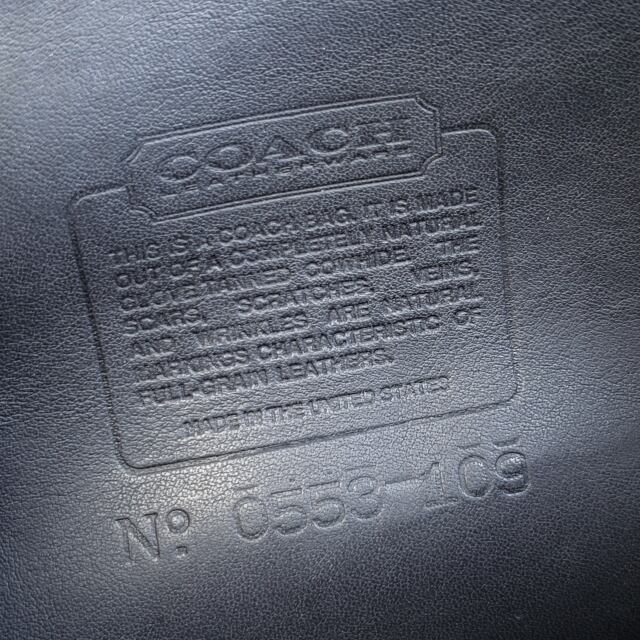 COACH
LEATHERWARE
THIS IS A COACH BAG. IT IS MADE
OUT OF A COMPLETELY NATURAL
GLOVE-TANNED COWHIDE. THE
SCARS, SCRATCHES, VEINS,
AND WRINKLES ARE NATURAL
MARKINGS CHARACTERISTIC OF
FULL-GRAIN LEATHERS.
MADE IN THE UNITED STATES
No. 0553-109